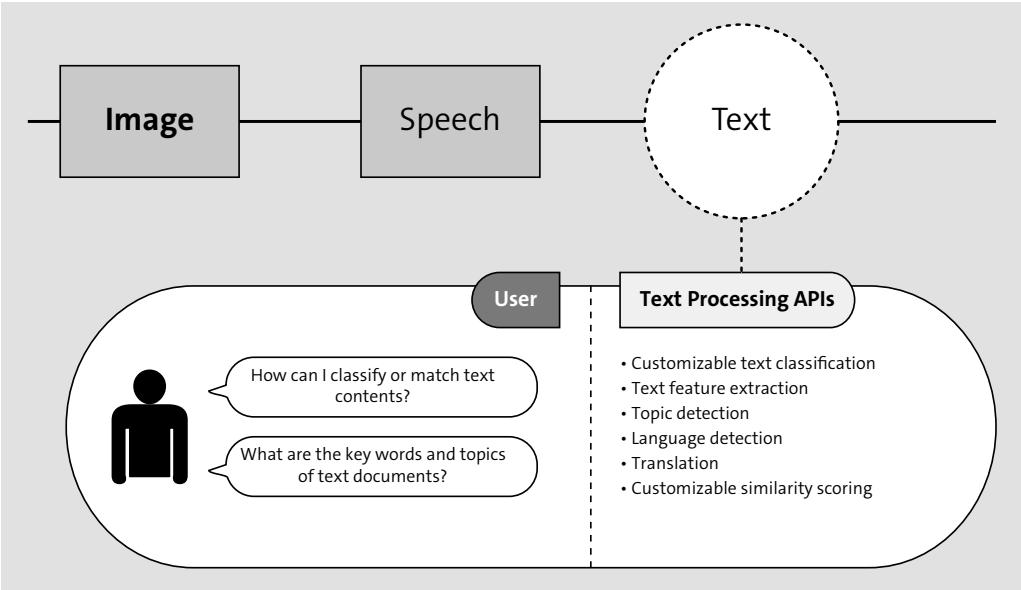 Image
Speech
Text
User
How can I classify or match text
contents?
What are the key words and topics
of text documents?
Text Processing APIs
• Customizable text classification
• Text feature extraction
• Topic detection
• Language detection
• Translation
• Customizable similarity scoring